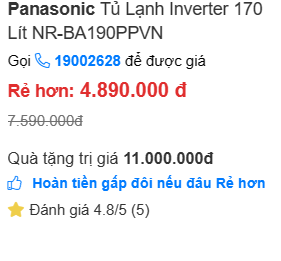 Panasonic Tủ Lạnh Inverter 170
Lít NR-BA190PPVN
Gọi 19002628 để được giá
Rẻ hơn: 4.890.000 đ
7.590.000đ
Quà tặng trị giá 11.000.000đ
Hoàn tiền gấp đôi nếu đâu Rẻ hơn
Đánh giá 4.8/5 (5)